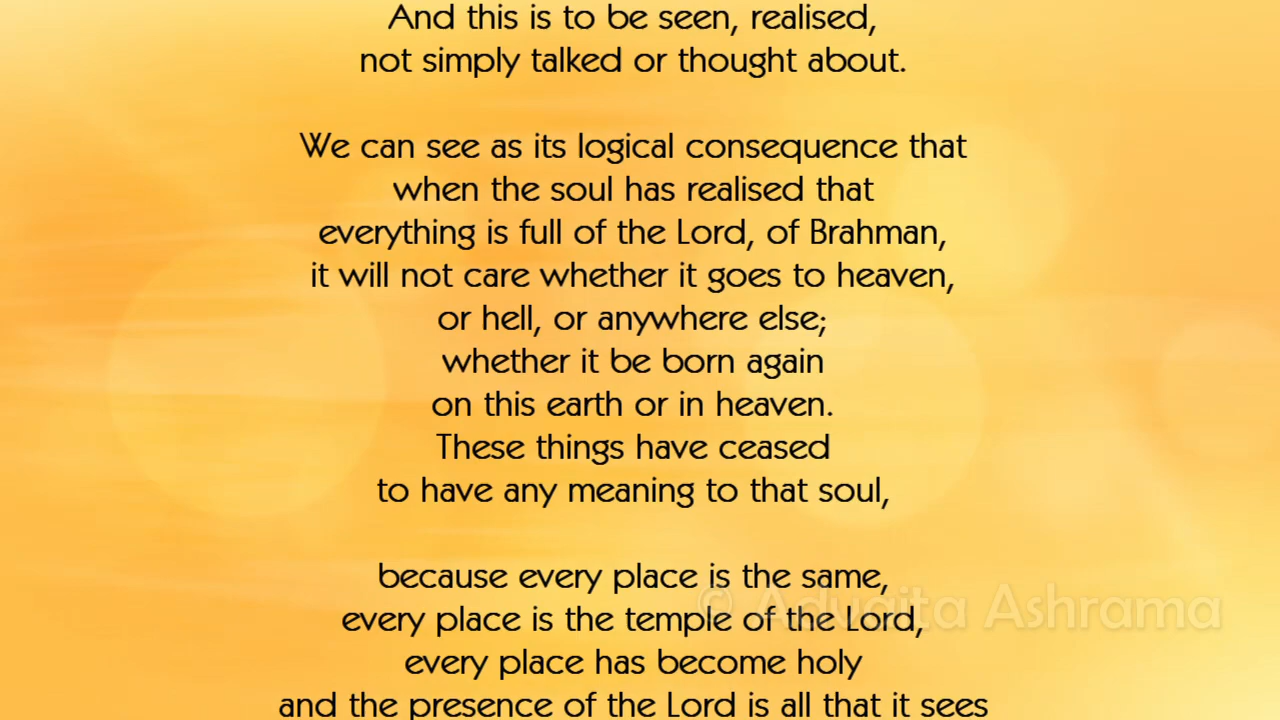 And this is to be seen, realised,
not simply talked or thought about.
We can see as its logical consequence that
when the soul has realised that
everything is full of the Lord, of Brahman,
it will not care whether it goes to heaven,
or hell, or anywhere else;
whether it be born again
on this earth or in heaven.
These things have ceased
to have any meaning to that soul,
because every place is the same,
© Advaita Ashrama
every place is the temple of the Lord,
every place has become holy
and the presence of the Lord is all that it sees